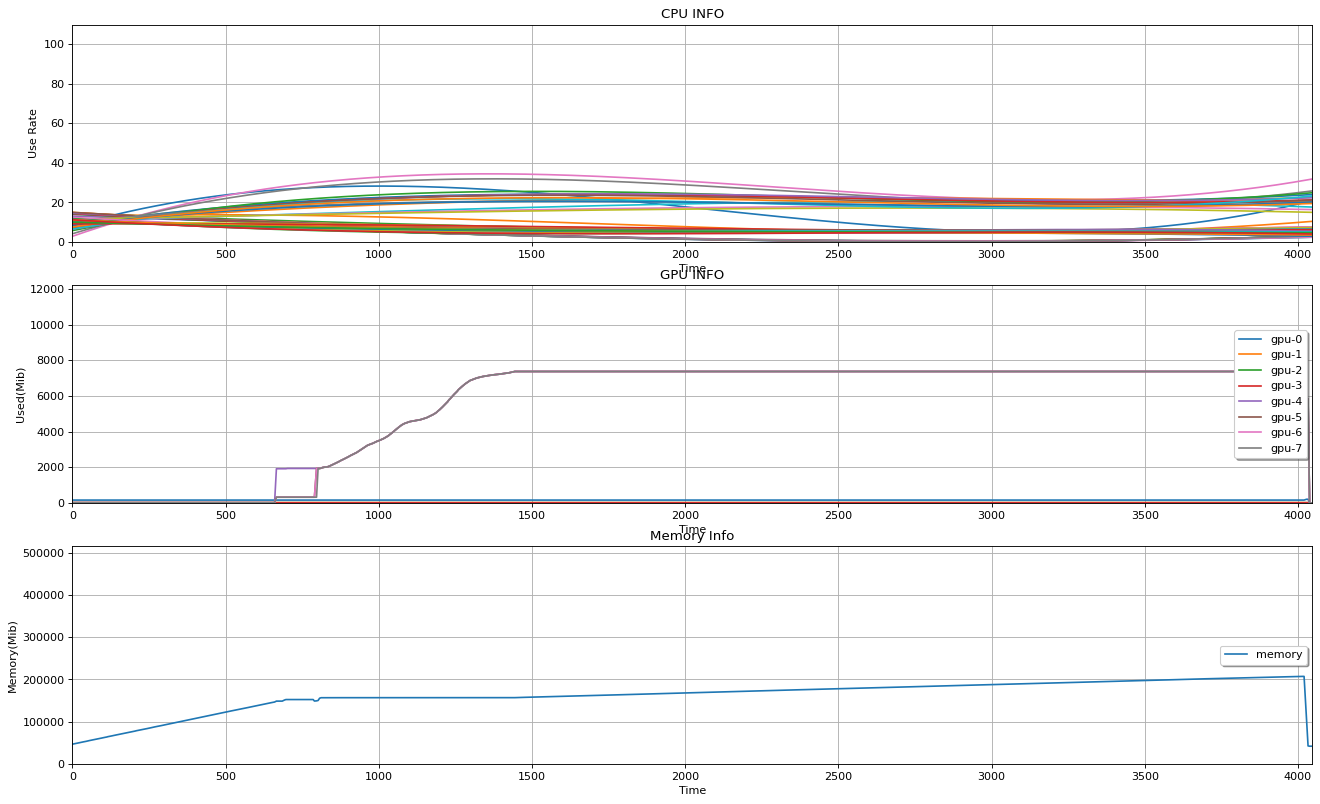 CPU INFO
100
80
60
40
20
0
Use Rate
0 500 1000 1500 2000 2500 3000 3500 4000
Time
GPU INFO
12000
10000
8000
6000
4000
2000
0
Used(Mib)
gpu-0
gpu-1
gpu-2
gpu-3
gpu-4
gpu-5
gpu-6
gpu-7
0 500 1000 1500 2000 2500 3000 3500 4000
Time
Memory Info
500000
400000
300000
200000
100000
0
Memory(Mib)
memory
0 500 1000 1500 2000 2500 3000 3500 4000
Time